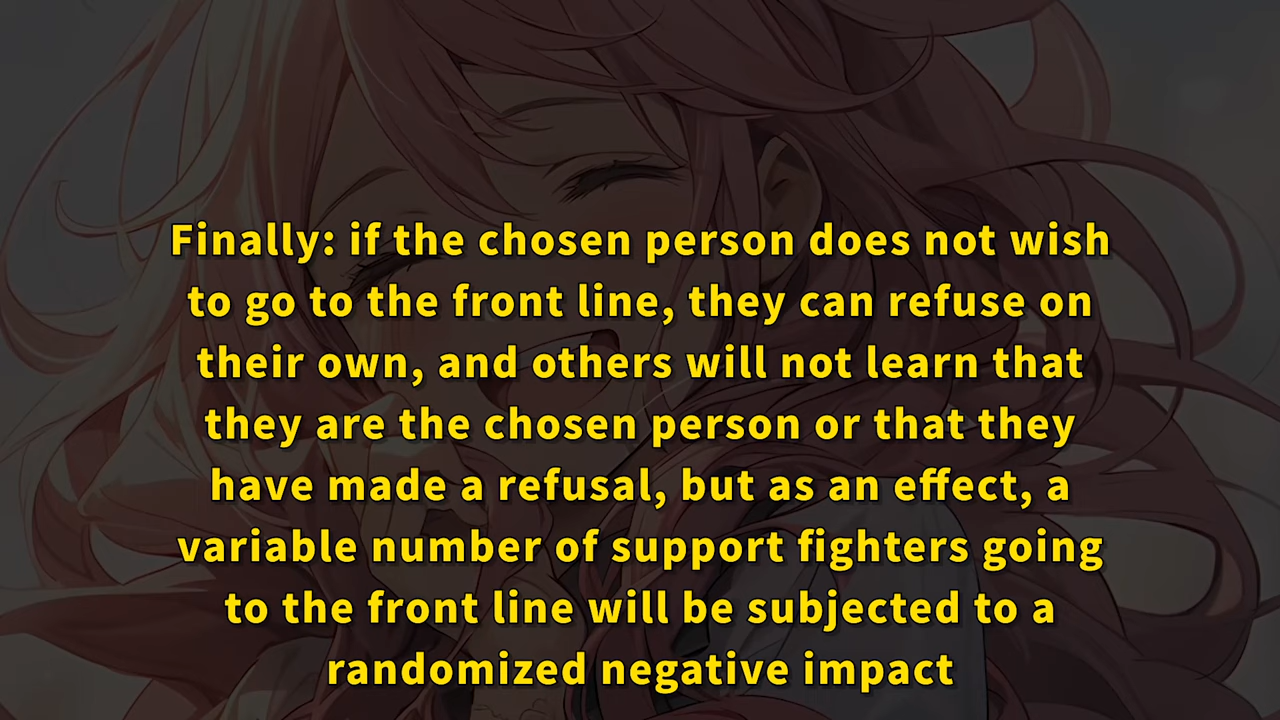 Finally: if the chosen person does not wish
to go to the front line, they can refuse on
their own, and others will not learn that
they are the chosen person or that they
have made a refusal, but as an effect, a
variable number of support fighters going
to the front line will be subjected to a
randomized negative impact